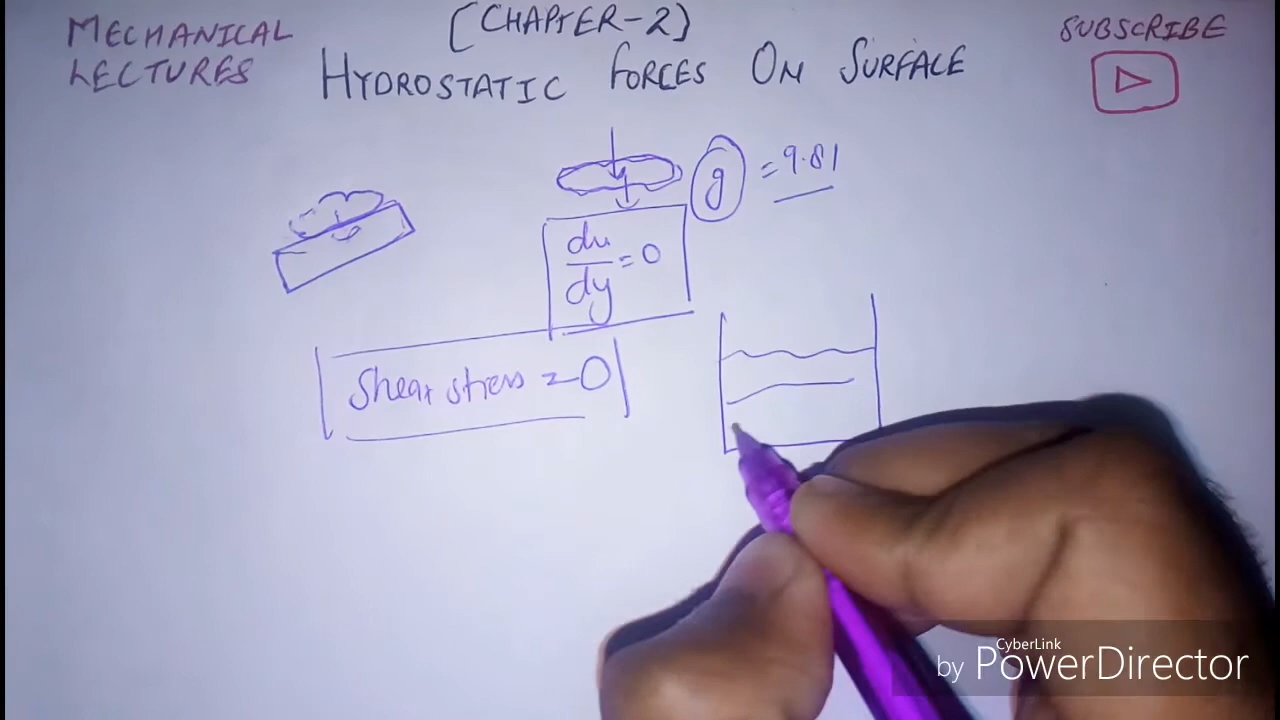 [CHAPTER-2]
MECHANICAL
LECTURES
HYDROSTATIC FORCES ON SURFACE
SUBSCRIBE
g = 9.81
du
dy
= 0
Shear stress = 0
CyberLink
by PowerDirector